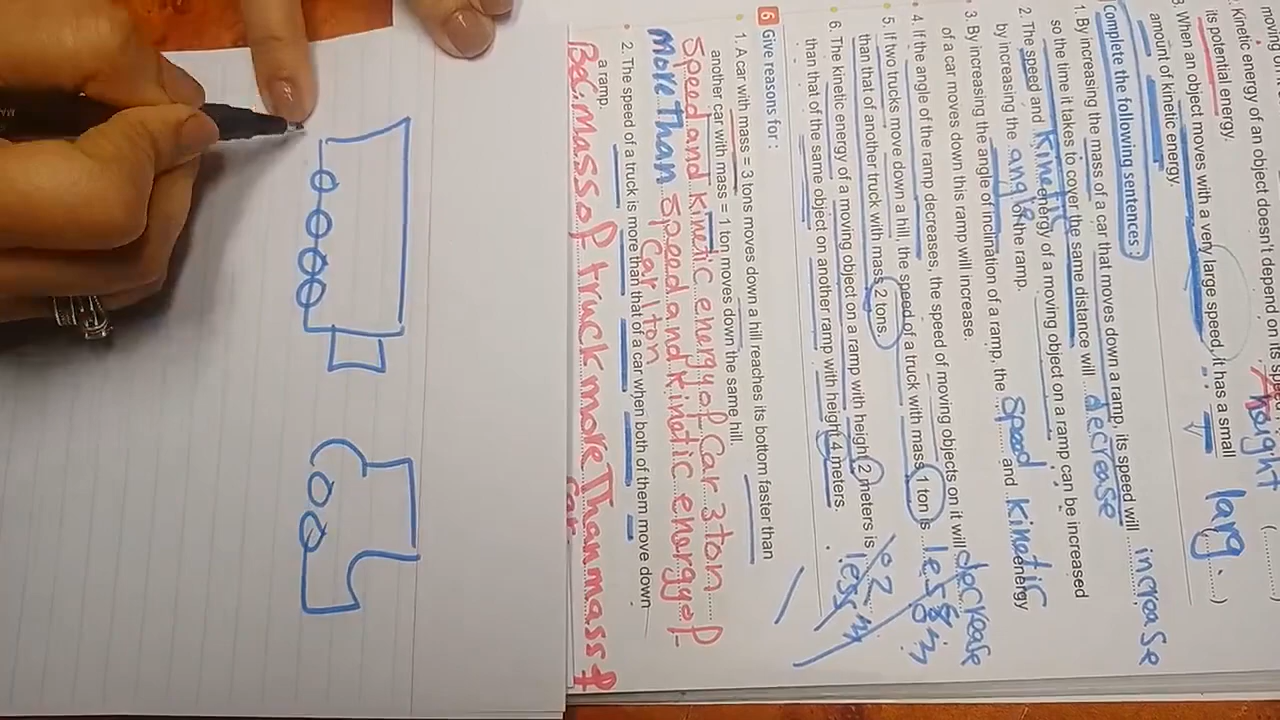 moving
Kinetic energy of an object doesn't depend on its
height
its potential energy.
8. When an object moves with a very large speed, it has a small
amount of kinetic energy.
larg.
Complete the following sentences :
1. By increasing the mass of a car that moves down a ramp, its speed will increase
so the time it takes to cover the same distance will decrease
2. The speed and Kinetic energy of a moving object on a ramp can be increased
by increasing the angle of the ramp.
3. By increasing the angle of inclination of a ramp, the speed and kinetic energy
of a car moves down this ramp will increase.
4. If the angle of the ramp decreases, the speed of moving objects on it will decrease
5. If two trucks move down a hill, the speed of a truck with mass 1 ton is less
than that of another truck with mass 2 tons.
6. The kinetic energy of a moving object on a ramp with height 2 meters is less
than that of the same object on another ramp with height 4 meters.
6 Give reasons for :
1. A car with mass = 3 tons moves down a hill reaches its bottom faster than
another car with mass = 1 ton moves down the same hill.
Speed and kinetic energy of Car 3 ton
more Than Speed and kinetic energy of
Car 1 ton
2. The speed of a truck is more than that of a car when both of them move down
a ramp.
Bec. mass of truck more Than mass of
Car